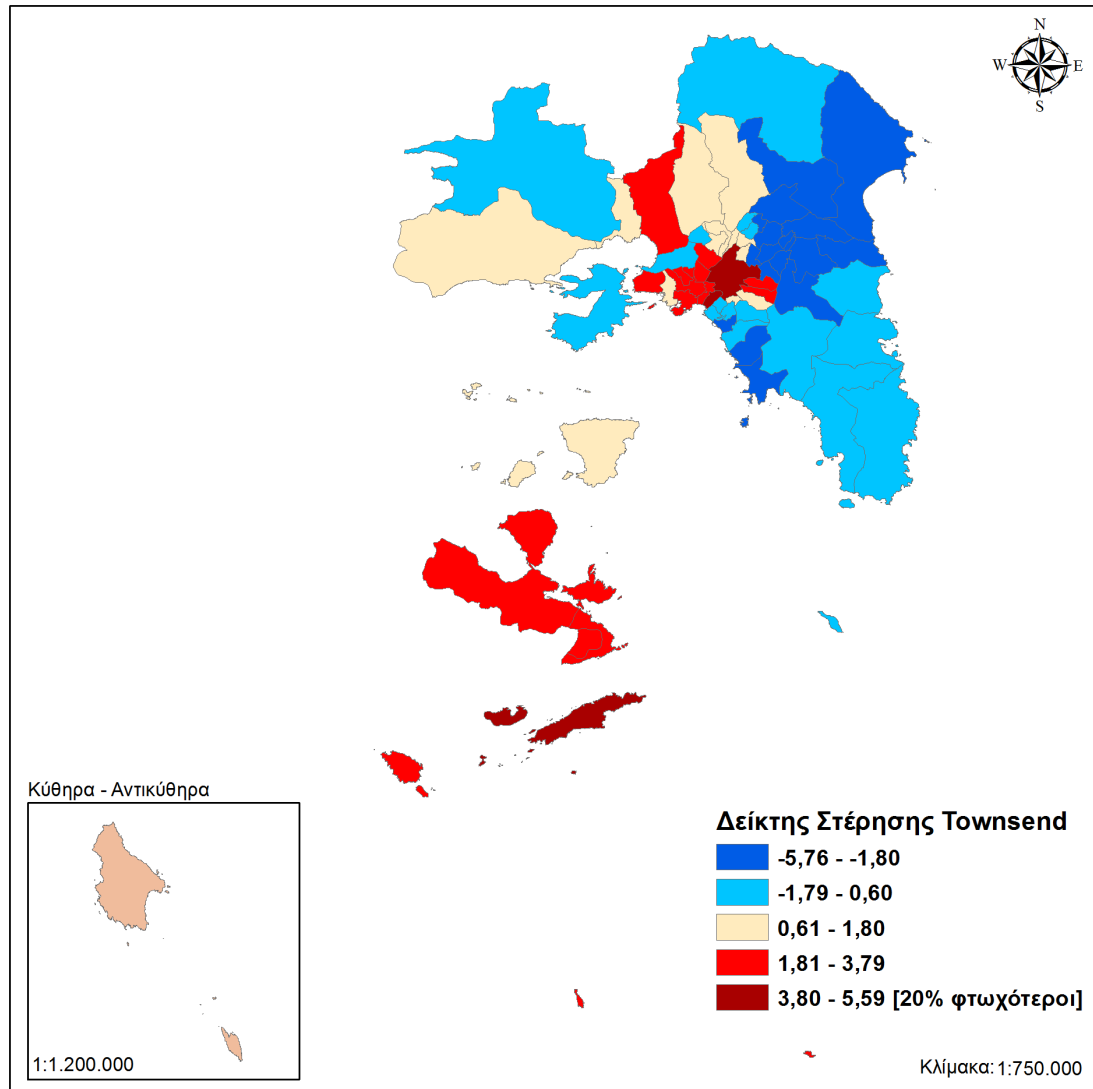 N
W E
S
Κύθηρα - Αντικύθηρα
1:1.200.000
Δείκτης Στέρησης Townsend
-5,76 - -1,80
-1,79 - 0,60
0,61 - 1,80
1,81 - 3,79
3,80 - 5,59 [20% φτωχότεροι]
Κλίμακα: 1:750.000